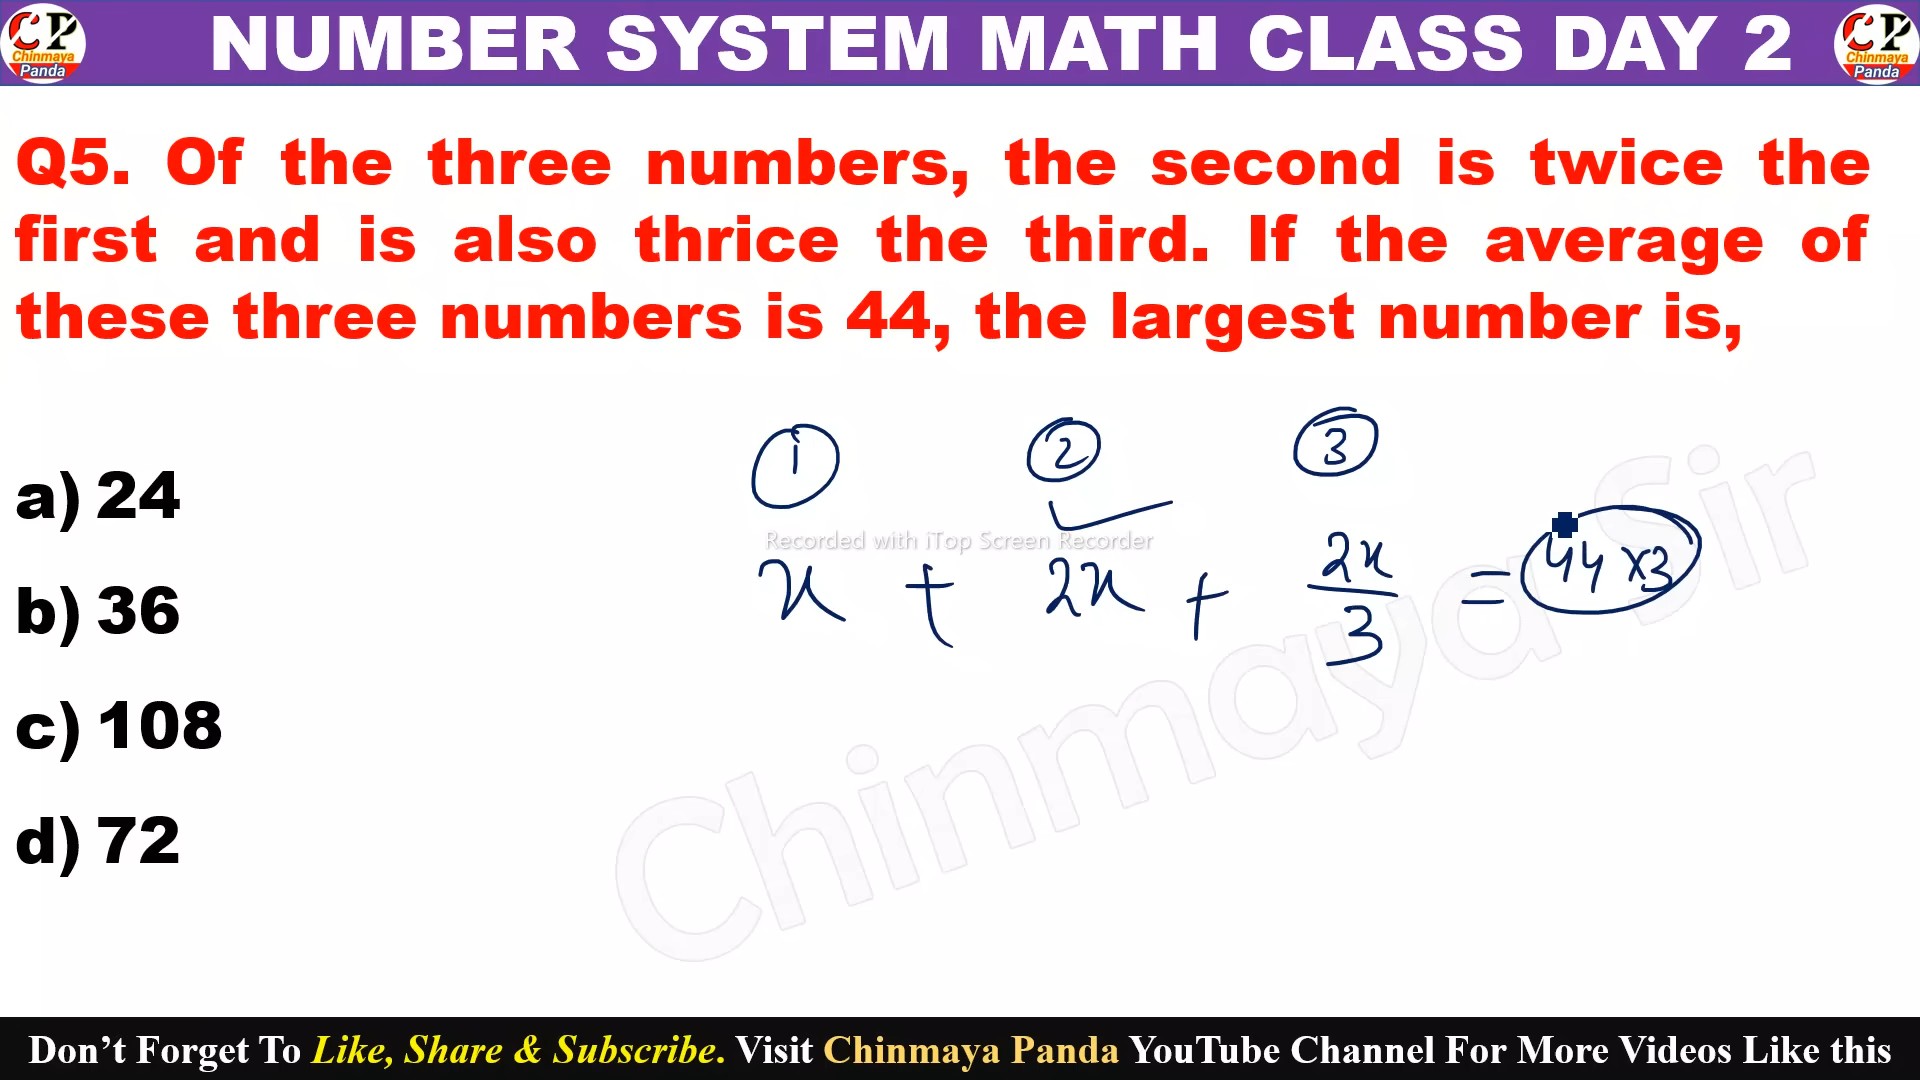 CP NUMBER SYSTEM MATH CLASS DAY 2 CP
Chinmaya Chinmaya
Panda Panda
Q5. Of the three numbers, the second is twice the
first and is also thrice the third. If the average of
these three numbers is 44, the largest number is,
1 2 3
a) 24
Recorded with iTop Screen Recorder
x + 2x + 2x/3 = 44 x3
b) 36
c) 108
d) 72
Chinmaya Sir
Don't Forget To Like, Share & Subscribe. Visit Chinmaya Panda YouTube Channel For More Videos Like this